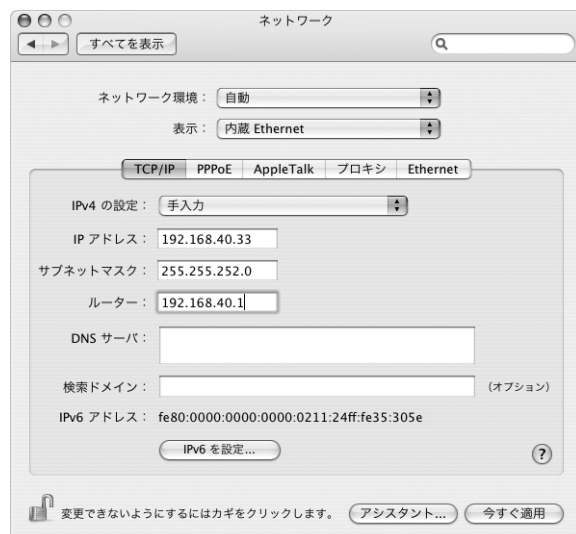 ネットワーク
すべてを表示
ネットワーク環境： 自動
表示： 内蔵 Ethernet
TCP/IP PPPoE AppleTalk プロキシ Ethernet
IPv4 の設定： 手入力
IP アドレス： 192.168.40.33
サブネットマスク： 255.255.252.0
ルーター： 192.168.40.1
DNS サーバ：
検索ドメイン： (オプション)
IPv6 アドレス： fe80:0000:0000:0000:0211:24ff:fe35:305e
IPv6 を設定... ?
変更できないようにするにはカギをクリックします。 アシスタント... 今すぐ適用